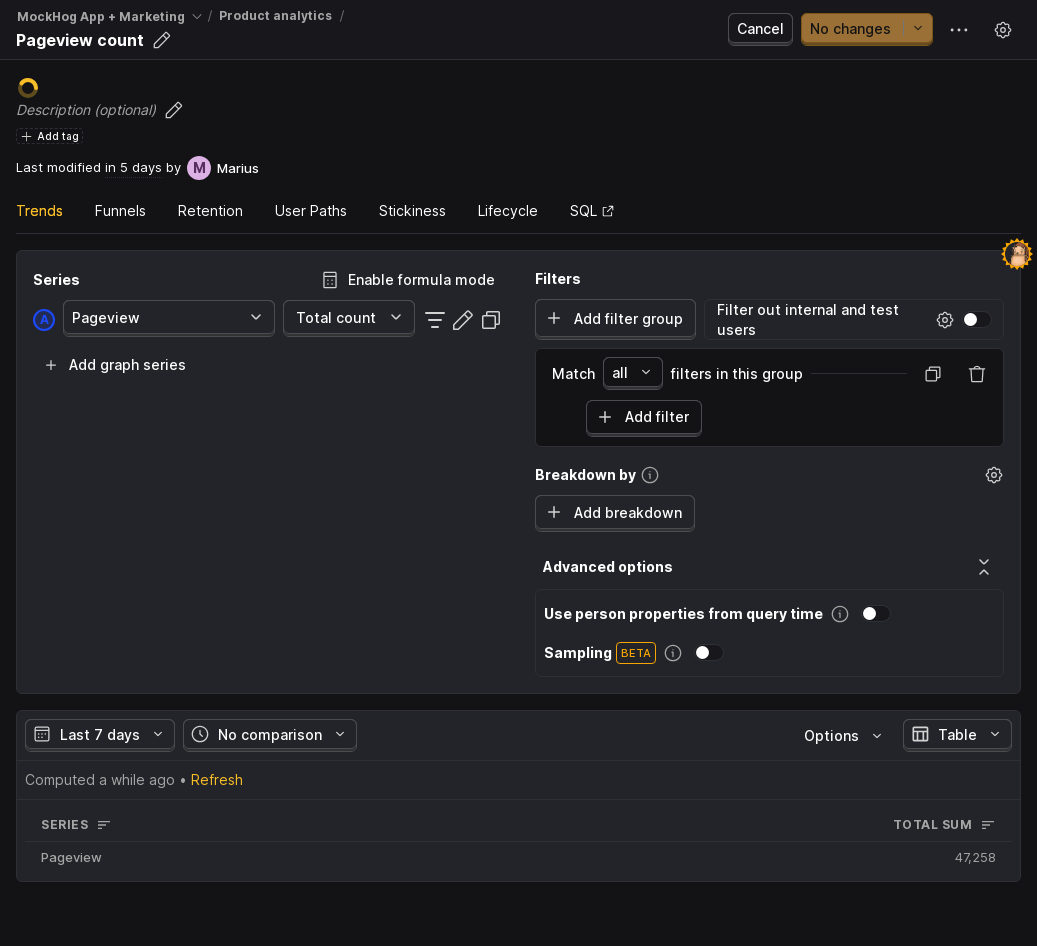 MockHog App + Marketing / Product analytics /
Pageview count
Cancel
No changes
Description (optional)
Add tag
Last modified in 5 days by M Marius
Trends Funnels Retention User Paths Stickiness Lifecycle SQL
Series
Enable formula mode
A Pageview Total count
Add graph series
Filters
Add filter group
Filter out internal and test
users
Match all filters in this group
Add filter
Breakdown by
Add breakdown
Advanced options
Use person properties from query time
Sampling BETA
Last 7 days No comparison Options Table
Computed a while ago • Refresh
SERIES TOTAL SUM
Pageview 47,258